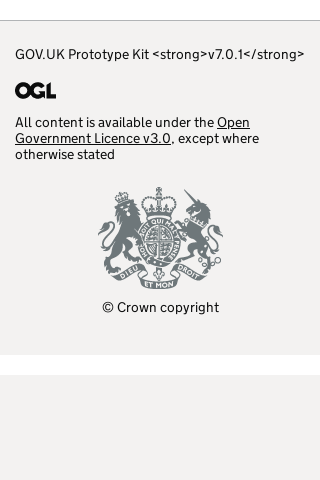 GOV.UK Prototype Kit <strong>v7.0.1</strong>
OGL
All content is available under the Open
Government Licence v3.0, except where
otherwise stated
DIEU ET MON DROIT
© Crown copyright